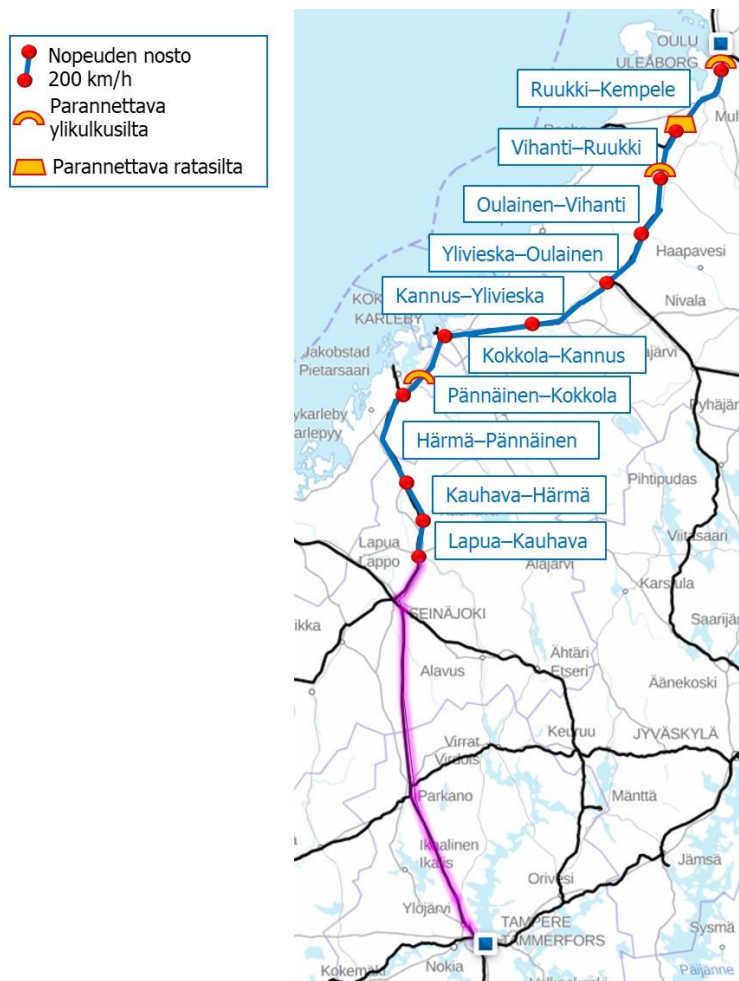 Nopeuden nosto
200 km/h
Parannettava
ylikulkusilta
Parannettava ratasilta
OULU
ULEÅBORG
Ruukki–Kempele
Vihanti–Ruukki
Oulainen–Vihanti
Ylivieska–Oulainen
Haapavesi
Kannus–Ylivieska
Nivala
KARLEBY
Jakobstad
Pietarsaari
Kokkola–Kannus
Pännäinen–Kokkola
Härmä–Pännäinen
Pihtipudas
Kauhava–Härmä
Viitasaari
Lapua
Lappo
Lapua–Kauhava
Alajärvi
Karstula
SEINÄJOKI
Alavus
Ähtäri
Etseri
Äänekoski
Virrat
Virdois
Keuruu
JYVÄSKYLÄ
Parkano
Mänttä
Ikaalinen
Ikalis
Jämsä
Orivesi
Ylöjärvi
TAMPERE
TAMMERFORS
Sysmä
Nokia
Kokemäki
Päijänne